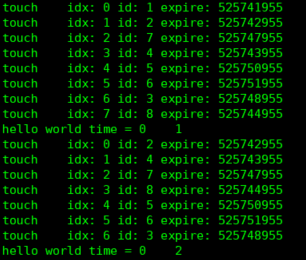 touch    idx: 0 id: 1 expire: 525741955
touch    idx: 1 id: 2 expire: 525742955
touch    idx: 2 id: 7 expire: 525747955
touch    idx: 3 id: 4 expire: 525743955
touch    idx: 4 id: 5 expire: 525750955
touch    idx: 5 id: 6 expire: 525751955
touch    idx: 6 id: 3 expire: 525748955
touch    idx: 7 id: 8 expire: 525744955
hello world time = 0    1
touch    idx: 0 id: 2 expire: 525742955
touch    idx: 1 id: 4 expire: 525743955
touch    idx: 2 id: 7 expire: 525747955
touch    idx: 3 id: 8 expire: 525744955
touch    idx: 4 id: 5 expire: 525750955
touch    idx: 5 id: 6 expire: 525751955
touch    idx: 6 id: 3 expire: 525748955
hello world time = 0    2